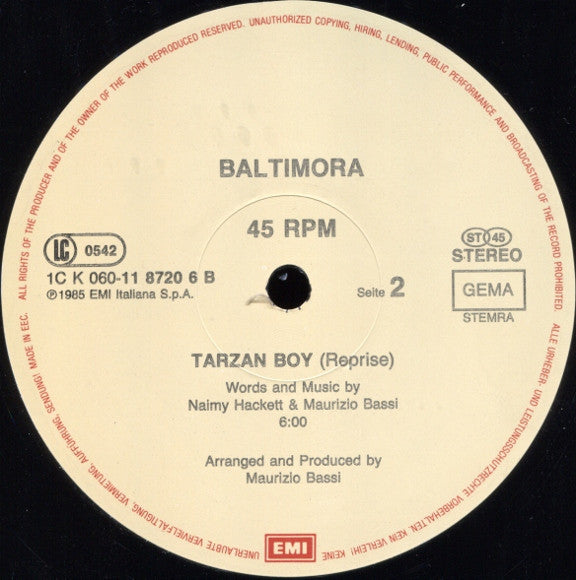 ALL RIGHTS OF THE PRODUCER AND OF THE OWNER OF THE WORK REPRODUCED RESERVED. UNAUTHORIZED COPYING, HIRING, LENDING, PUBLIC PERFORMANCE AND BROADCASTING OF THE RECORD PROHIBITED.
BALTIMORA
45 RPM
LC 0542
1C K 060-11 8720 6 B
℗1985 EMI Italiana S.p.A.
Seite 2
ST 45
STEREO
GEMA
STEMRA
TARZAN BOY (Reprise)
Words and Music by
Naimy Hackett & Maurizio Bassi
6:00
Arranged and Produced by
Maurizio Bassi
EMI
ALLE URHEBER- UND LEISTUNGSSCHUTZRECHTE VORBEHALTEN. KEIN VERLEIH! KEINE UNERLAUBTE VERVIELFÄLTIGUNG, VERMIETUNG, AUFFÜHRUNG, SENDUNG! MADE IN EEC.